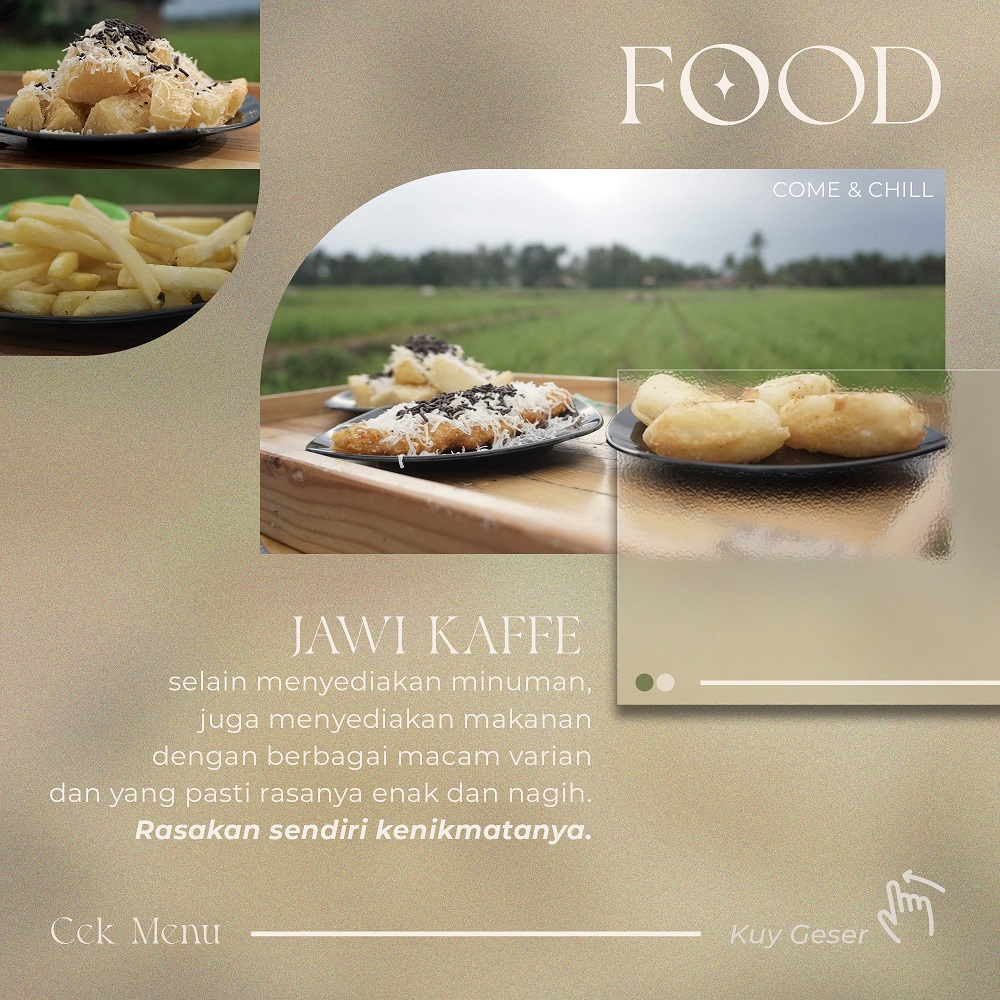 FOOD
COME & CHILL
JAWI KAFFE
selain menyediakan minuman,
juga menyediakan makanan
dengan berbagai macam varian
dan yang pasti rasanya enak dan nagih.
Rasakan sendiri kenikmatanya.
Cek Menu
Kuy Geser